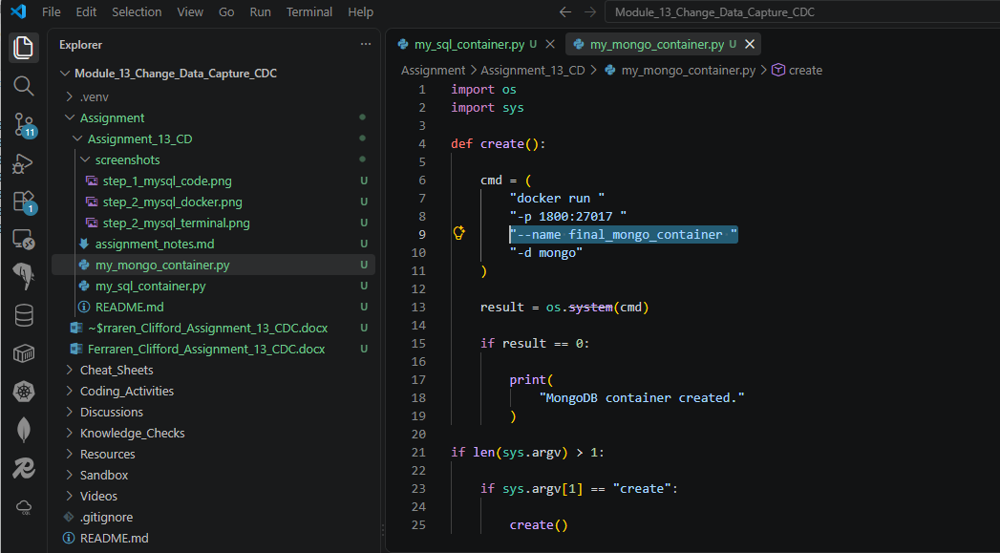 File Edit Selection View Go Run Terminal Help
Module_13_Change_Data_Capture_CDC
Explorer
Module_13_Change_Data_Capture_CDC
.venv
Assignment
Assignment_13_CD
screenshots
step_1_mysql_code.png U
step_2_mysql_docker.png U
step_2_mysql_terminal.png U
assignment_notes.md U
my_mongo_container.py U
my_sql_container.py U
README.md U
~$rraren_Clifford_Assignment_13_CDC.docx U
Ferraren_Clifford_Assignment_13_CDC.docx U
Cheat_Sheets
Coding_Activities
Discussions
Knowledge_Checks
Resources
Sandbox
Videos
.gitignore
README.md
11
1
SQL
my_sql_container.py U my_mongo_container.py U
Assignment > Assignment_13_CD > my_mongo_container.py > create
1 import os
2 import sys
3
4 def create():
5
6 cmd = (
7 "docker run "
8 "-p 1800:27017 "
9 "--name final_mongo_container "
10 "-d mongo"
11 )
12
13 result = os.system(cmd)
14
15 if result == 0:
16
17 print(
18 "MongoDB container created."
19 )
20
21 if len(sys.argv) > 1:
22
23 if sys.argv[1] == "create":
24
25 create()